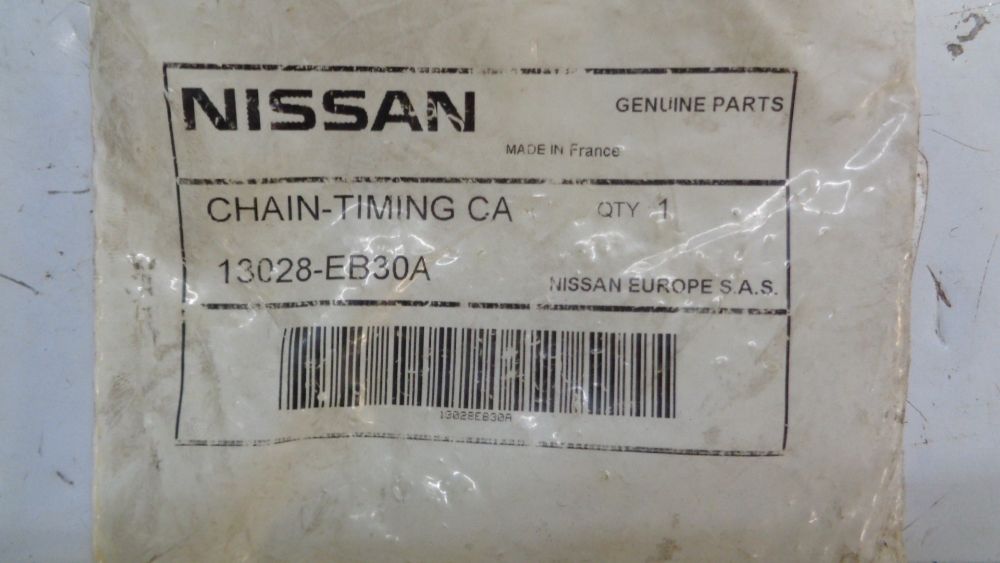 NISSAN GENUINE PARTS
MADE IN France
CHAIN-TIMING CA QTY 1
13028-EB30A NISSAN EUROPE S.A.S.
13028EB30A